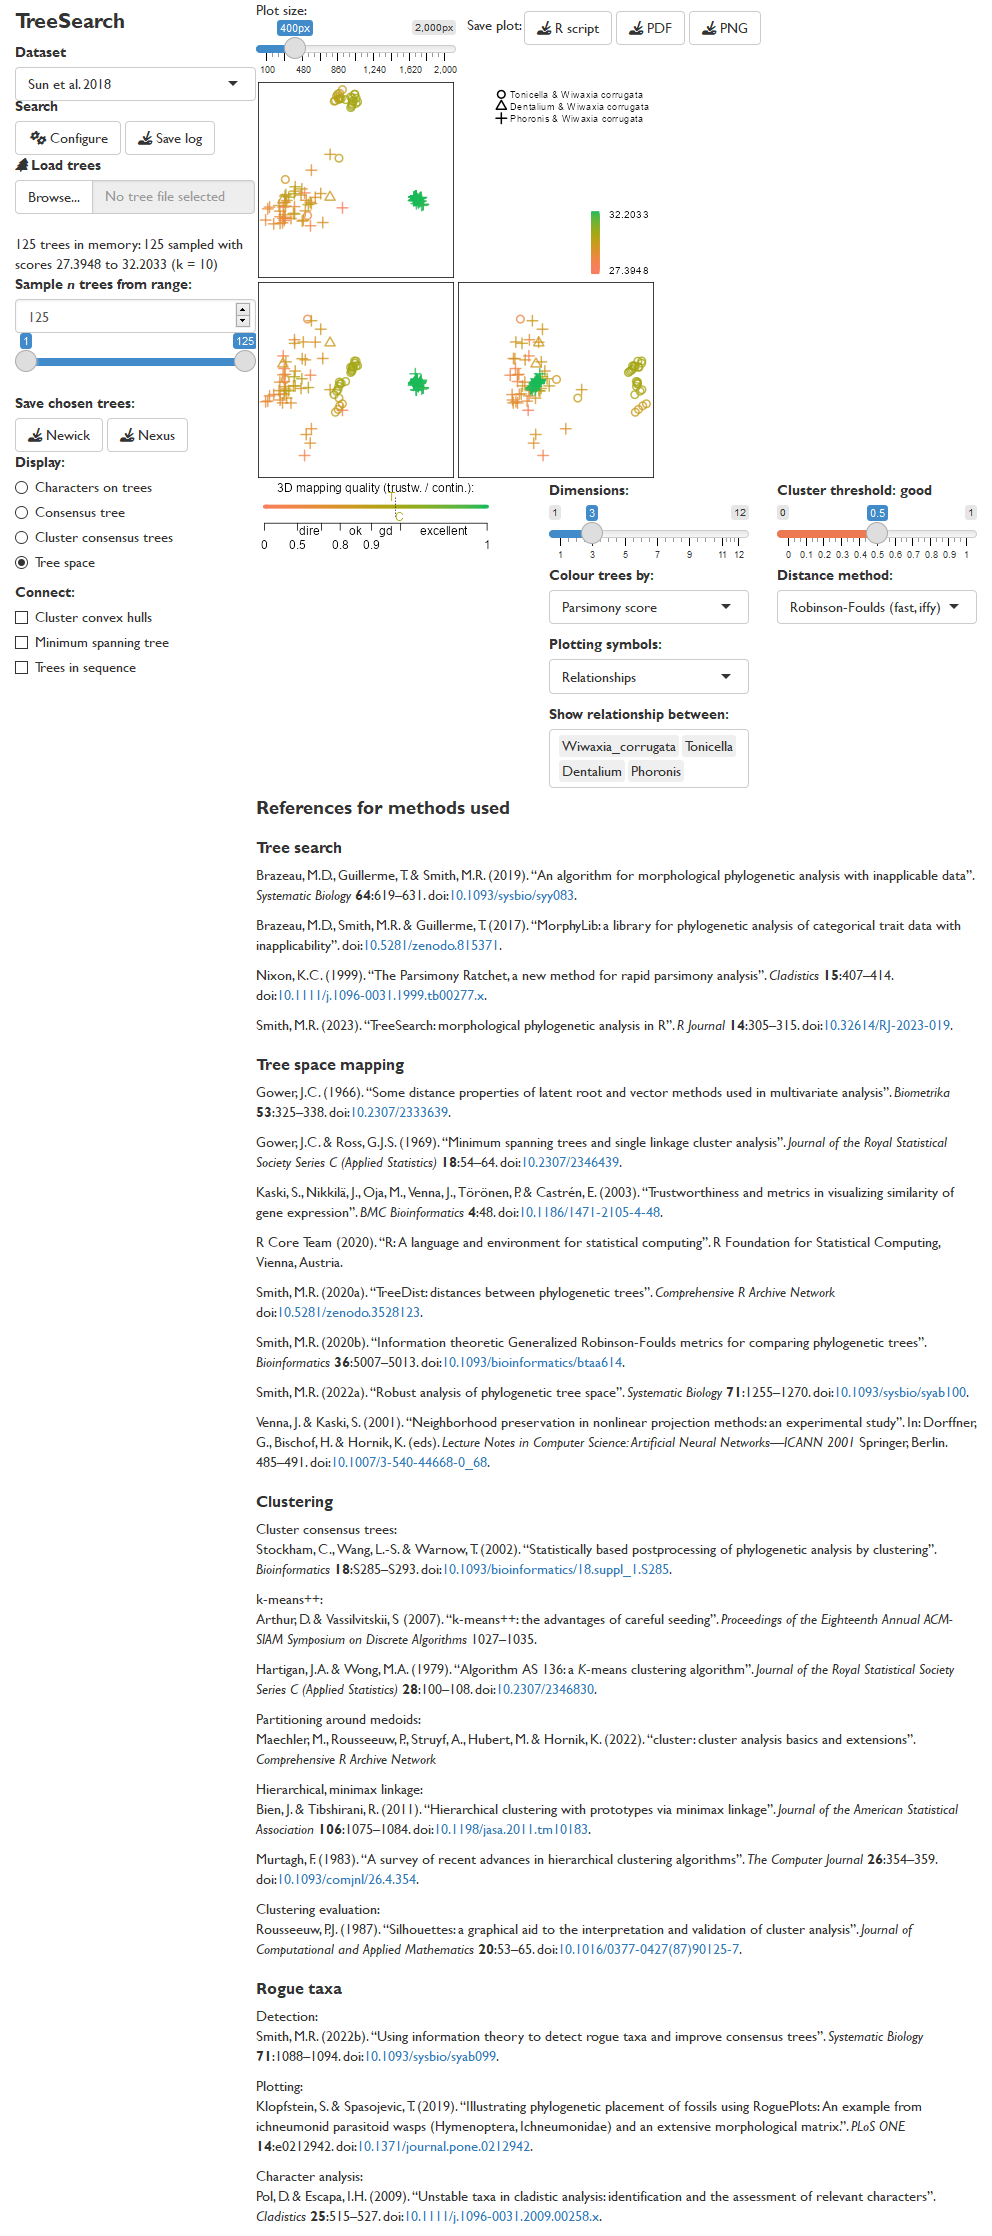 TreeSearch
Dataset
Sun et al. 2018
Search
Configure
Save log
Load trees
Browse...
No tree file selected
125 trees in memory: 125 sampled with
scores 27.3948 to 32.2033 (k = 10)
Sample n trees from range:
125
1
125
Save chosen trees:
Newick
Nexus
Display:
Characters on trees
Consensus tree
Cluster consensus trees
Tree space
Connect:
Cluster convex hulls
Minimum spanning tree
Trees in sequence
Plot size:
400px
2,000px
100 480 860 1,240 1,620 2,000
Save plot:
R script
PDF
PNG
Tonicella & Wiwaxia corrugata
Dentalium & Wiwaxia corrugata
Phoronis & Wiwaxia corrugata
32.2033
27.3948
3D mapping quality (trustw. / contin.):
T
C
dire ok gd excellent
0 0.5 0.8 0.9 1
Dimensions:
1 3 12
1 3 5 7 9 11 12
Colour trees by:
Parsimony score
Plotting symbols:
Relationships
Show relationship between:
Wiwaxia_corrugata Tonicella
Dentalium Phoronis
Cluster threshold: good
0 0.5 1
0 0.1 0.2 0.3 0.4 0.5 0.6 0.7 0.8 0.9 1
Distance method:
Robinson-Foulds (fast, iffy)
References for methods used
Tree search
Brazeau, M.D., Guillerme, T. & Smith, M.R. (2019). “An algorithm for morphological phylogenetic analysis with inapplicable data”.
Systematic Biology 64:619–631. doi:10.1093/sysbio/syy083.
Brazeau, M.D., Smith, M.R. & Guillerme, T. (2017). “MorphyLib: a library for phylogenetic analysis of categorical trait data with
inapplicability”. doi:10.5281/zenodo.815371.
Nixon, K.C. (1999). “The Parsimony Ratchet, a new method for rapid parsimony analysis”. Cladistics 15:407–414.
doi:10.1111/j.1096-0031.1999.tb00277.x.
Smith, M.R. (2023). “TreeSearch: morphological phylogenetic analysis in R”. R Journal 14:305–315. doi:10.32614/RJ-2023-019.
Tree space mapping
Gower, J.C. (1966). “Some distance properties of latent root and vector methods used in multivariate analysis”. Biometrika
53:325–338. doi:10.2307/2333639.
Gower, J.C. & Ross, G.J.S. (1969). “Minimum spanning trees and single linkage cluster analysis”. Journal of the Royal Statistical
Society Series C (Applied Statistics) 18:54–64. doi:10.2307/2346439.
Kaski, S., Nikkilä, J., Oja, M., Venna, J., Törönen, P. & Castrén, E. (2003). “Trustworthiness and metrics in visualizing similarity of
gene expression”. BMC Bioinformatics 4:48. doi:10.1186/1471-2105-4-48.
R Core Team (2020). “R: A language and environment for statistical computing”. R Foundation for Statistical Computing,
Vienna, Austria.
Smith, M.R. (2020a). “TreeDist: distances between phylogenetic trees”. Comprehensive R Archive Network
doi:10.5281/zenodo.3528123.
Smith, M.R. (2020b). “Information theoretic Generalized Robinson-Foulds metrics for comparing phylogenetic trees”.
Bioinformatics 36:5007–5013. doi:10.1093/bioinformatics/btaa614.
Smith, M.R. (2022a). “Robust analysis of phylogenetic tree space”. Systematic Biology 71:1255–1270. doi:10.1093/sysbio/syab100.
Venna, J. & Kaski, S. (2001). “Neighborhood preservation in nonlinear projection methods: an experimental study”. In: Dorffner,
G., Bischof, H. & Hornik, K. (eds). Lecture Notes in Computer Science: Artificial Neural Networks—ICANN 2001 Springer, Berlin.
485–491. doi:10.1007/3-540-44668-0_68.
Clustering
Cluster consensus trees:
Stockham, C., Wang, L.-S. & Warnow, T. (2002). “Statistically based postprocessing of phylogenetic analysis by clustering”.
Bioinformatics 18:S285–S293. doi:10.1093/bioinformatics/18.suppl_1.S285.
k-means++:
Arthur, D. & Vassilvitskii, S (2007). “k-means++: the advantages of careful seeding”. Proceedings of the Eighteenth Annual ACM-
SIAM Symposium on Discrete Algorithms 1027–1035.
Hartigan, J.A. & Wong, M.A. (1979). “Algorithm AS 136: a K-means clustering algorithm”. Journal of the Royal Statistical Society
Series C (Applied Statistics) 28:100–108. doi:10.2307/2346830.
Partitioning around medoids:
Maechler, M., Rousseeuw, P., Struyf, A., Hubert, M. & Hornik, K. (2022). “cluster: cluster analysis basics and extensions”.
Comprehensive R Archive Network
Hierarchical, minimax linkage:
Bien, J. & Tibshirani, R. (2011). “Hierarchical clustering with prototypes via minimax linkage”. Journal of the American Statistical
Association 106:1075–1084. doi:10.1198/jasa.2011.tm10183.
Murtagh, F. (1983). “A survey of recent advances in hierarchical clustering algorithms”. The Computer Journal 26:354–359.
doi:10.1093/comjnl/26.4.354.
Clustering evaluation:
Rousseeuw, P.J. (1987). “Silhouettes: a graphical aid to the interpretation and validation of cluster analysis”. Journal of
Computational and Applied Mathematics 20:53–65. doi:10.1016/0377-0427(87)90125-7.
Rogue taxa
Detection:
Smith, M.R. (2022b). “Using information theory to detect rogue taxa and improve consensus trees”. Systematic Biology
71:1088–1094. doi:10.1093/sysbio/syab099.
Plotting:
Klopfstein, S. & Spasojevic, T. (2019). “Illustrating phylogenetic placement of fossils using RoguePlots: An example from
ichneumonid parasitoid wasps (Hymenoptera, Ichneumonidae) and an extensive morphological matrix.”. PLoS ONE
14:e0212942. doi:10.1371/journal.pone.0212942.
Character analysis:
Pol, D. & Escapa, I.H. (2009). “Unstable taxa in cladistic analysis: identification and the assessment of relevant characters”.
Cladistics 25:515–527. doi:10.1111/j.1096-0031.2009.00258.x.